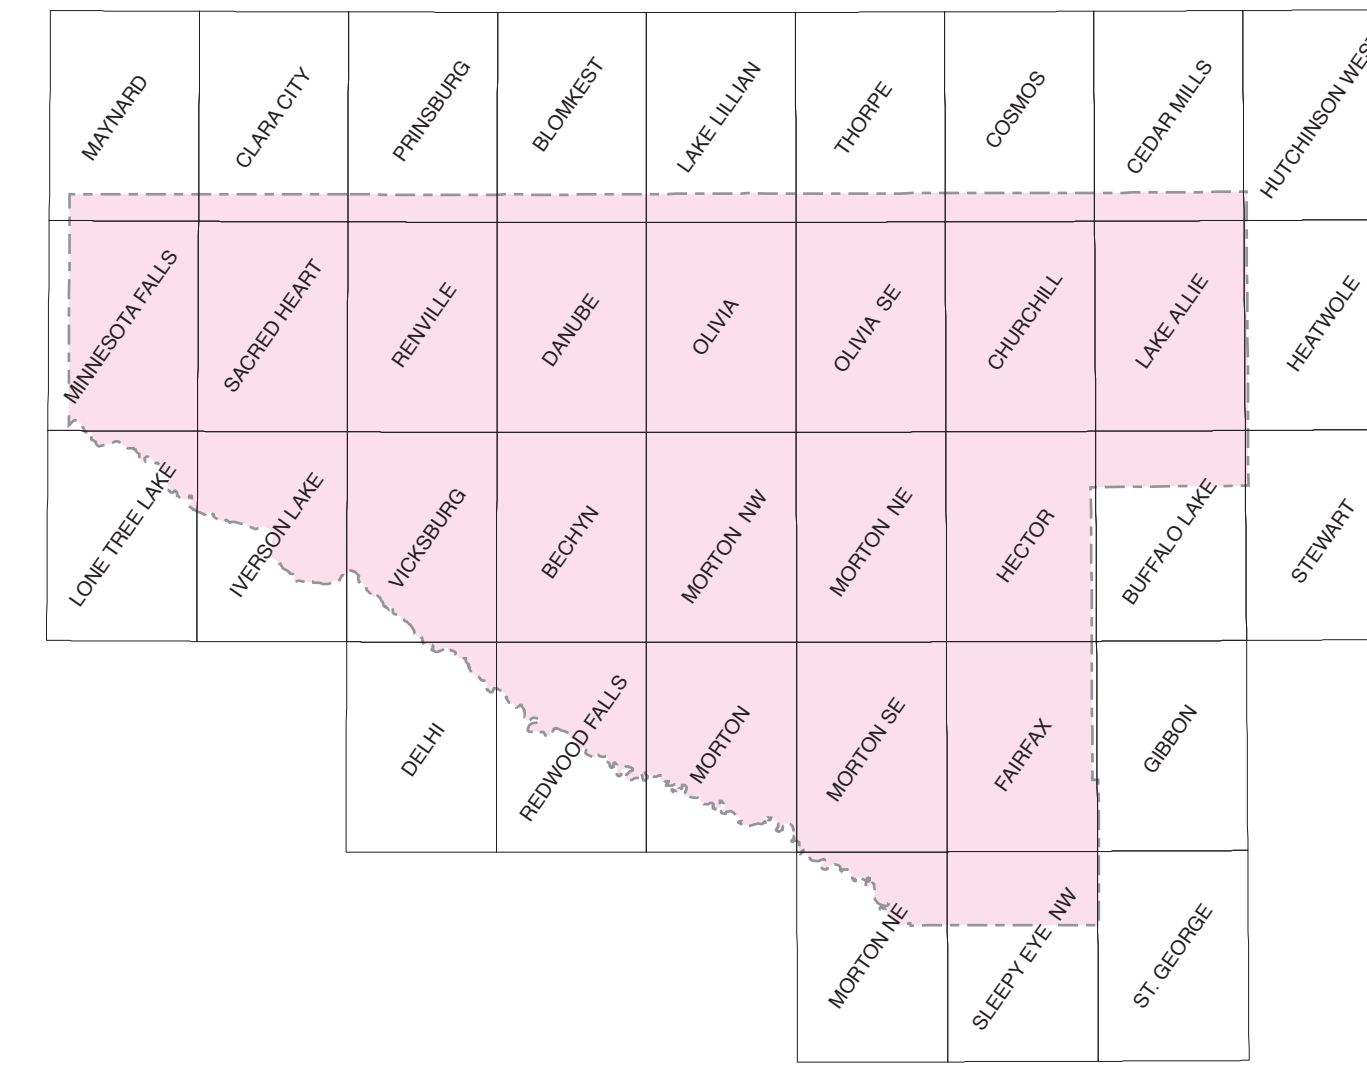 MAYNARD
CLARA CITY
PRINSBURG
BLOMKEST
LAKE LILLIAN
THORPE
COSMOS
CEDAR MILLS
HUTCHINSON WES
MINNESOTA FALLS
SACRED HEART
RENVILLE
DANUBE
OLIVIA
OLIVIA SE
CHURCHILL
LAKE ALLIE
HEATWOLE
LONE TREE LAKE
IVERSON LAKE
VICKSBURG
BECHYN
MORTON NW
MORTON NE
HECTOR
BUFFALO LAKE
STEWART
DELHI
REDWOOD FALLS
MORTON
MORTON SE
FAIRFAX
GIBBON
MORTON NE
SLEEPY EYE NW
ST. GEORGE